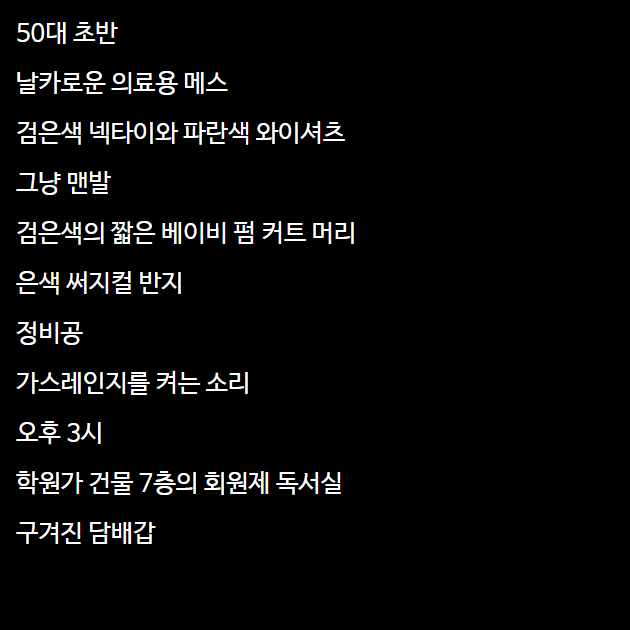 50대 초반
날카로운 의료용 메스
검은색 넥타이와 파란색 와이셔츠
그냥 맨발
검은색의 짧은 베이비 펌 커트 머리
은색 써지컬 반지
정비공
가스레인지를 켜는 소리
오후 3시
학원가 건물 7층의 회원제 독서실
구겨진 담배갑